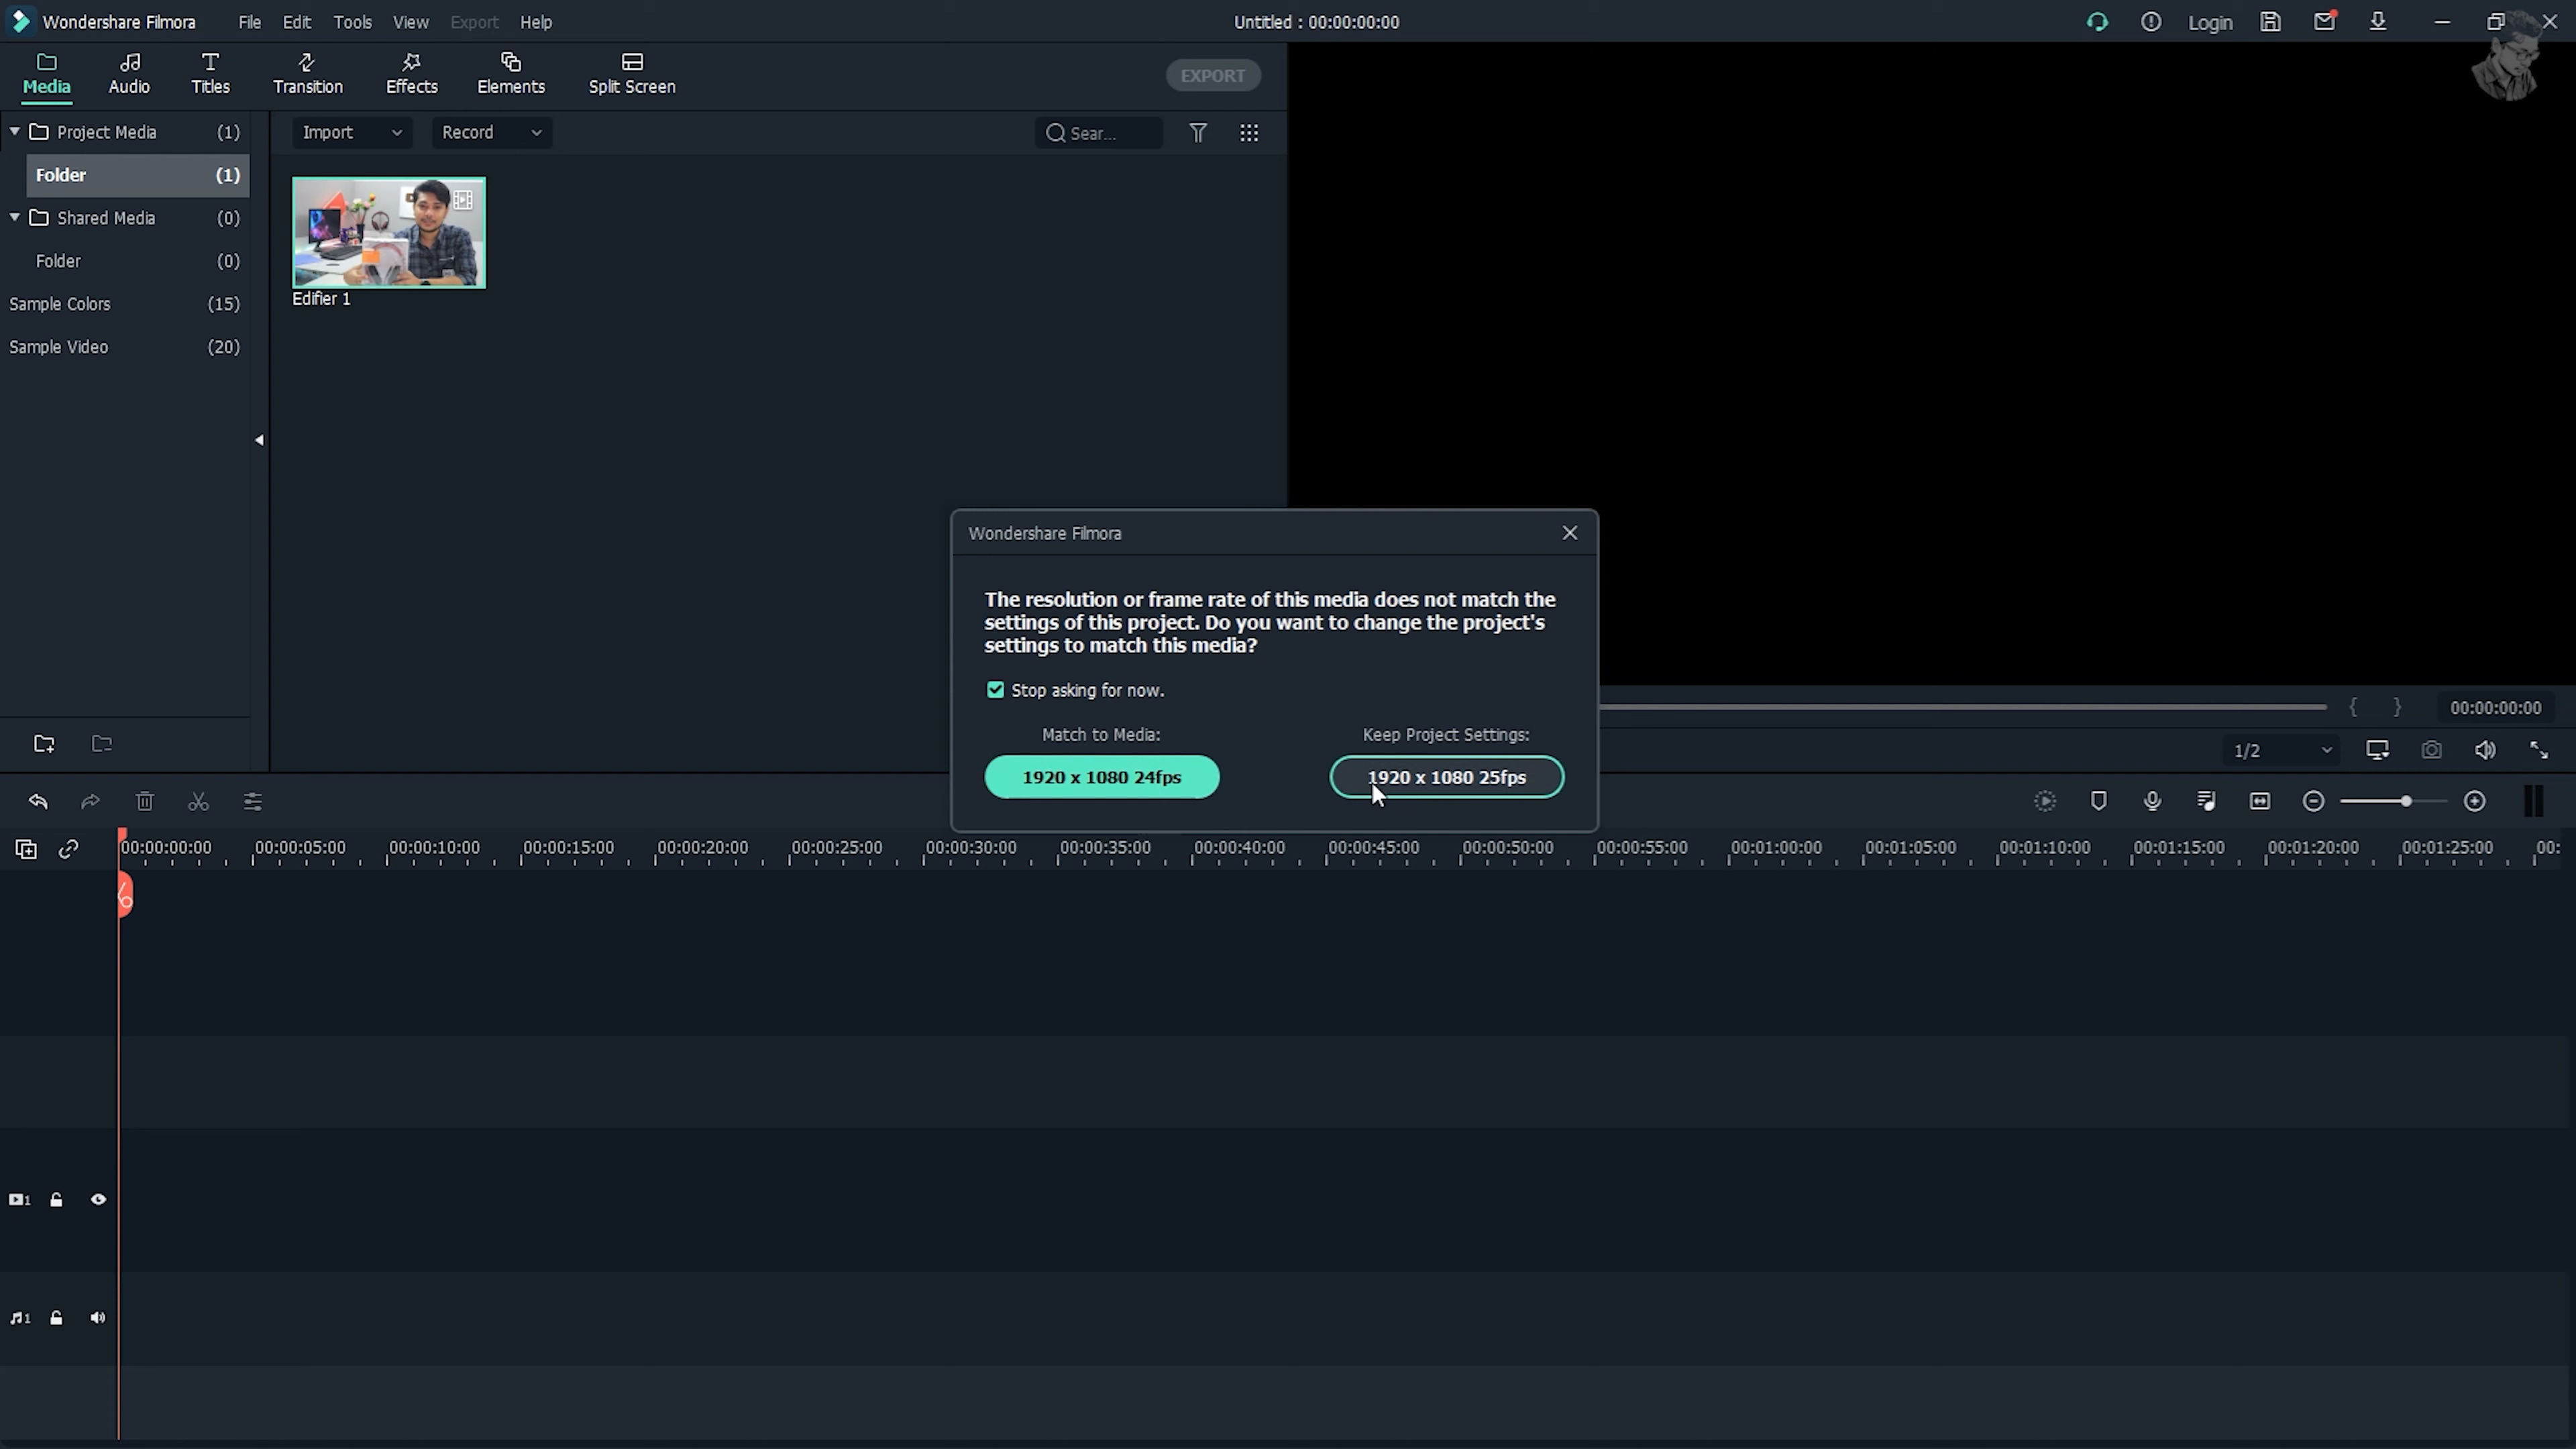 Wondershare Filmora File Edit Tools View Export Help Untitled : 00:00:00:00 Login
Media Audio Titles Transition Effects Elements Split Screen EXPORT
Project Media (1) Import Record Sear...
Folder (1)
Shared Media (0)
Folder (0)
Edifier 1
Sample Colors (15)
Sample Video (20)
Wondershare Filmora
The resolution or frame rate of this media does not match the
settings of this project. Do you want to change the project's
settings to match this media?
Stop asking for now.
{ } 00:00:00:00
Match to Media: Keep Project Settings:
1/2
1920 x 1080 24fps 1920 x 1080 25fps
00:00:00:00 00:00:05:00 00:00:10:00 00:00:15:00 00:00:20:00 00:00:25:00 00:00:30:00 00:00:35:00 00:00:40:00 00:00:45:00 00:00:50:00 00:00:55:00 00:01:00:00 00:01:05:00 00:01:10:00 00:01:15:00 00:01:20:00 00:01:25:00 00:
1
1